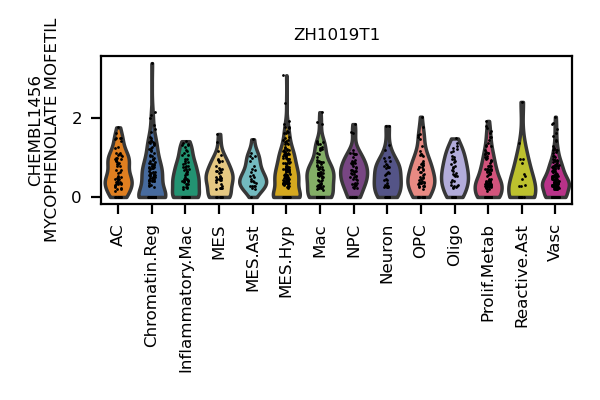 ZH1019T1
CHEMBL1456
MYCOPHENOLATE MOFETIL
2
0
AC
Chromatin.Reg
Inflammatory.Mac
MES
MES.Ast
MES.Hyp
Mac
NPC
Neuron
OPC
Oligo
Prolif.Metab
Reactive.Ast
Vasc